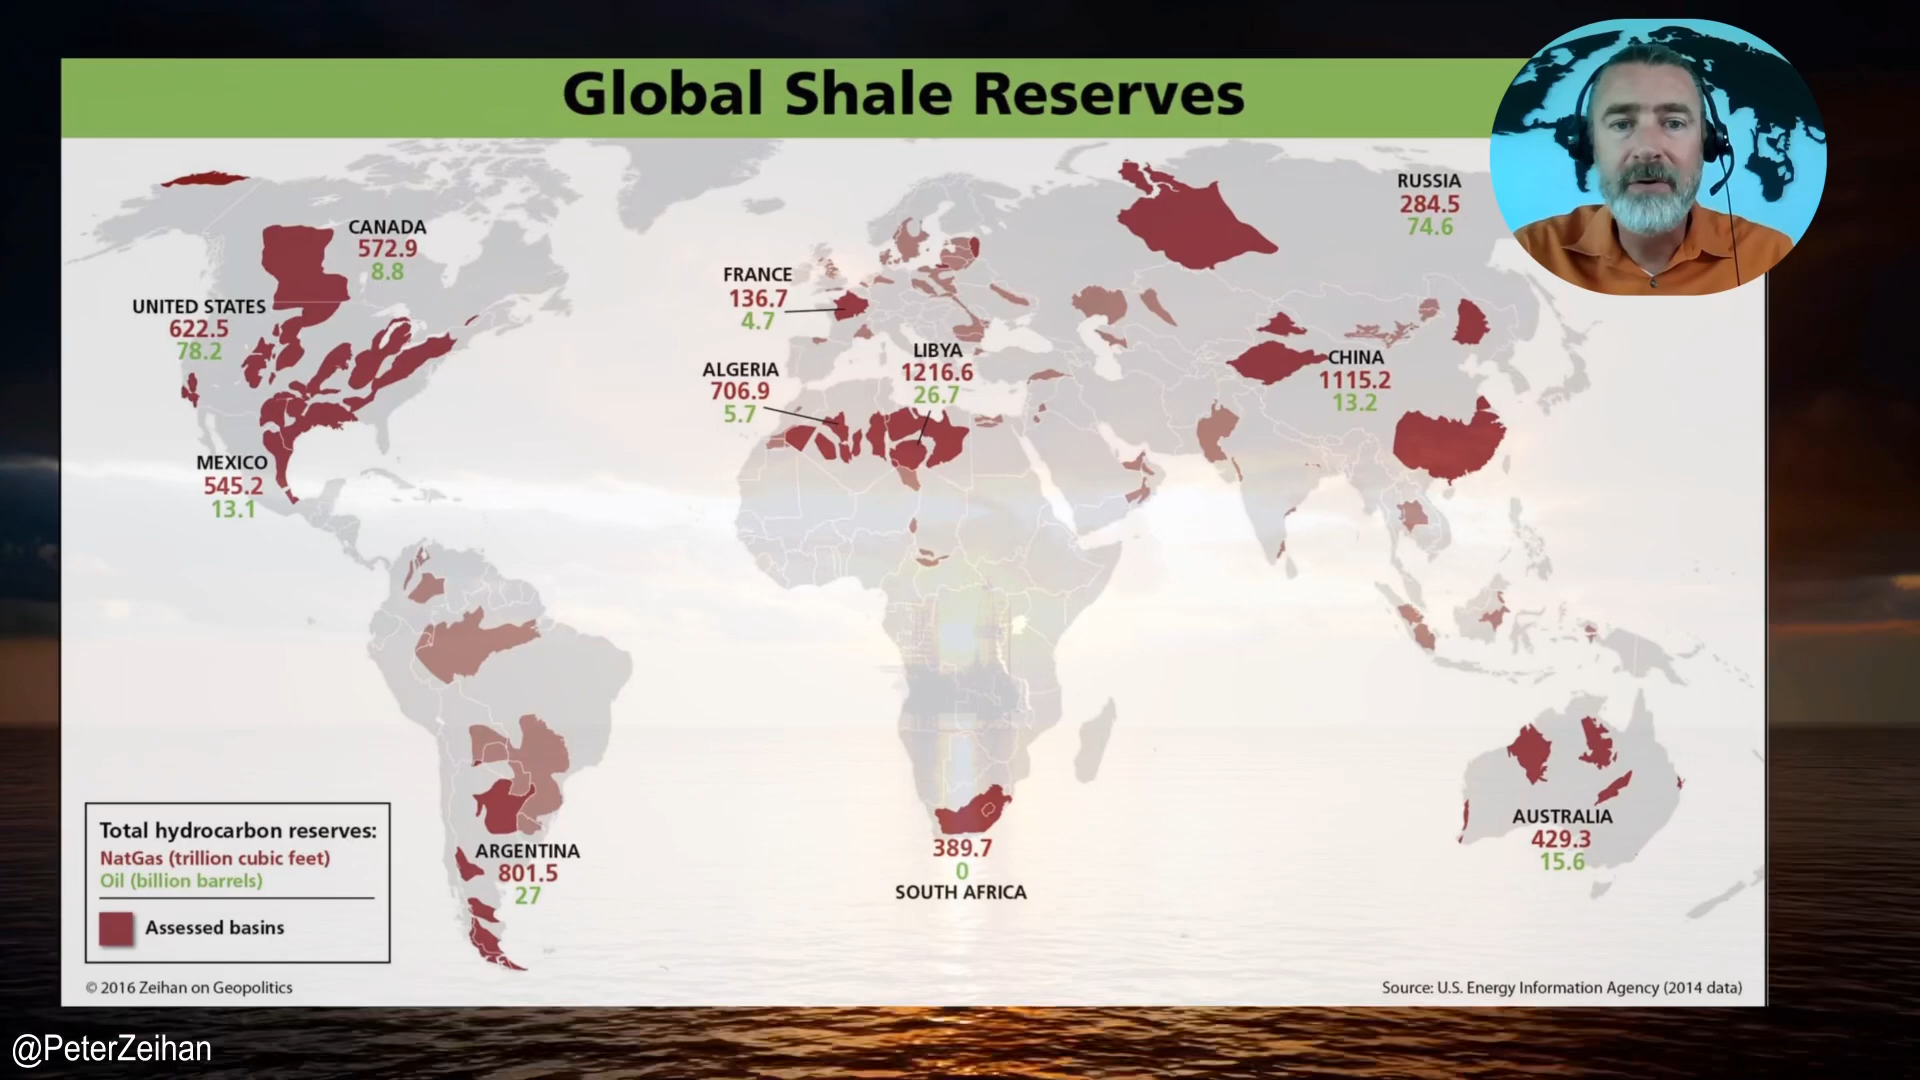 Global Shale Reserves
CANADA
572.9
8.8
UNITED STATES
622.5
78.2
MEXICO
545.2
13.1
FRANCE
136.7
4.7
ALGERIA
706.9
5.7
LIBYA
1216.6
26.7
RUSSIA
284.5
74.6
CHINA
1115.2
13.2
ARGENTINA
801.5
27
389.7
0
SOUTH AFRICA
AUSTRALIA
429.3
15.6
Total hydrocarbon reserves:
NatGas (trillion cubic feet)
Oil (billion barrels)
Assessed basins
© 2016 Zeihan on Geopolitics
Source: U.S. Energy Information Agency (2014 data)
@PeterZeihan